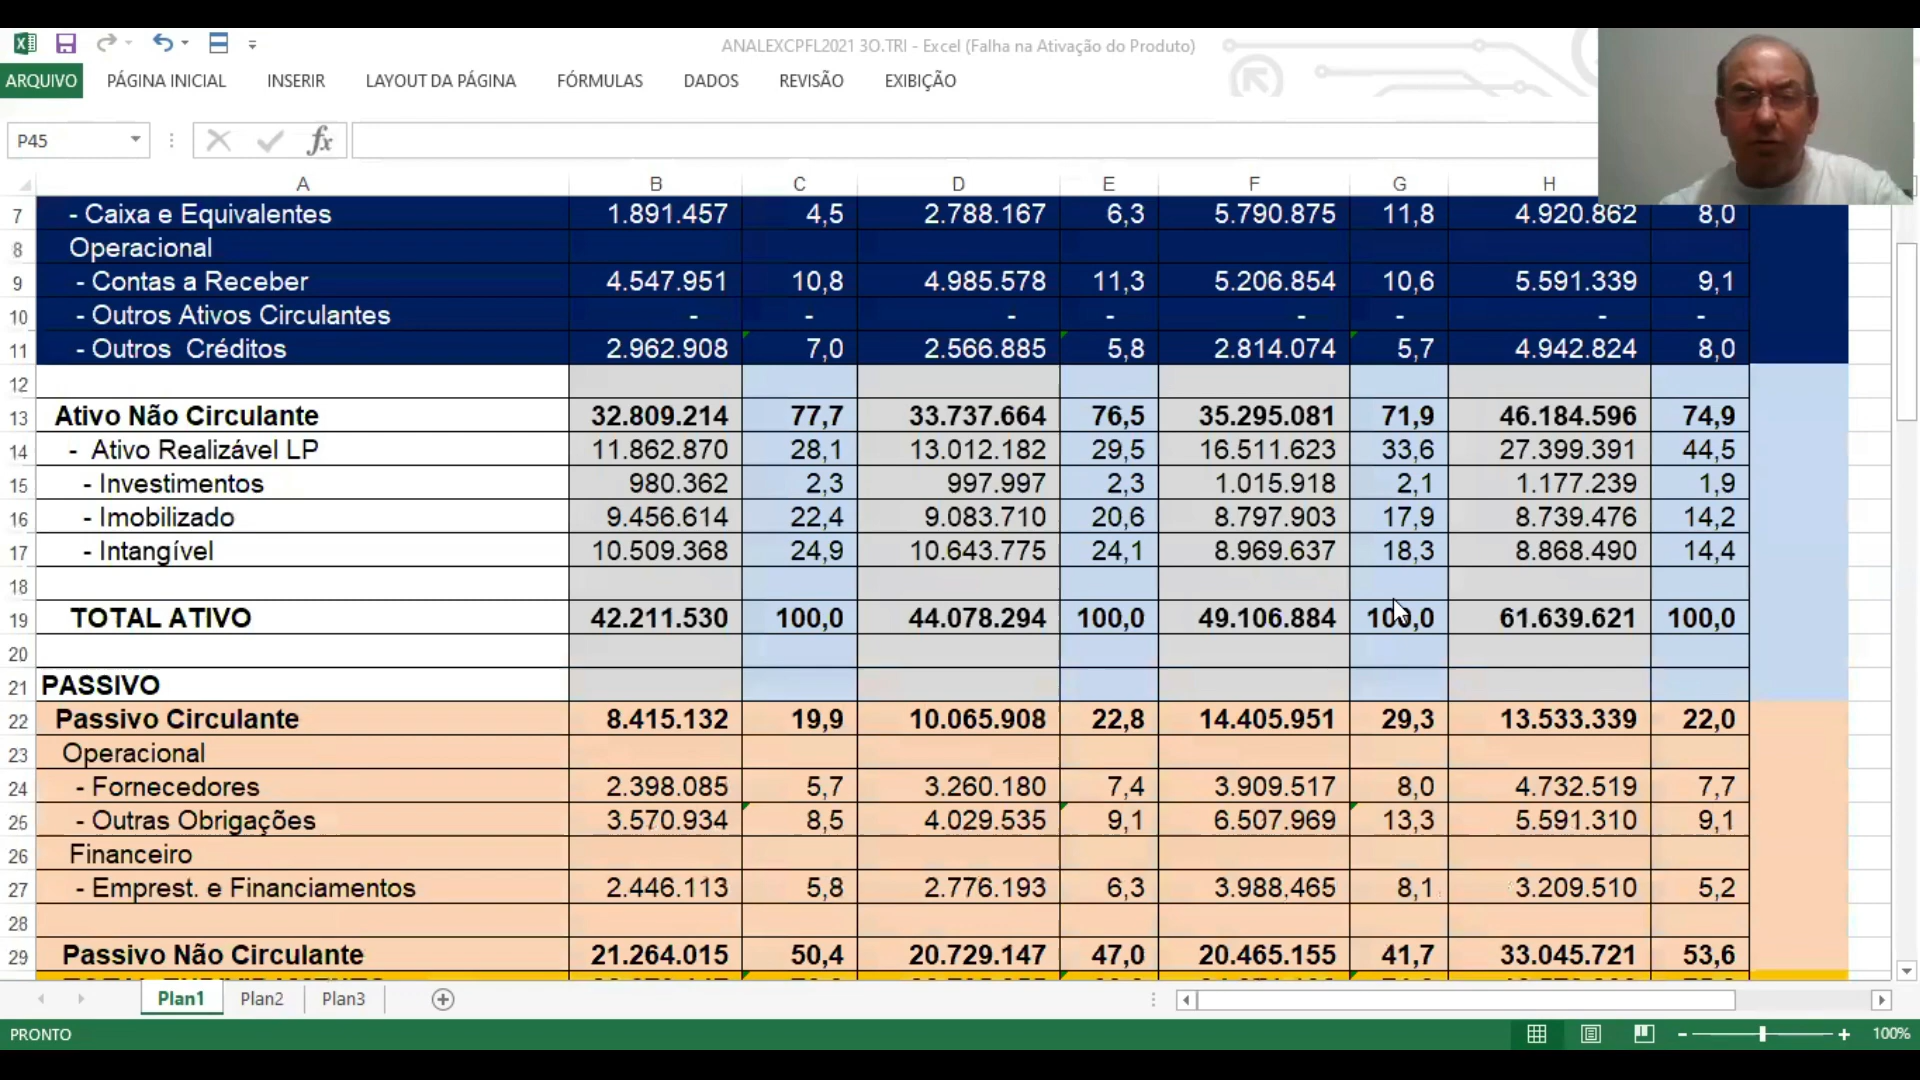 ANALEXCPFL2021 3O.TRI - Excel (Falha na Ativação do Produto)
ARQUIVO PÁGINA INICIAL INSERIR LAYOUT DA PÁGINA FÓRMULAS DADOS REVISÃO EXIBIÇÃO
P45 fx
A B C D E F G H
7 - Caixa e Equivalentes 1.891.457 4,5 2.788.167 6,3 5.790.875 11,8 4.920.862 8,0
8 Operacional
9 - Contas a Receber 4.547.951 10,8 4.985.578 11,3 5.206.854 10,6 5.591.339 9,1
10 - Outros Ativos Circulantes - - - - - - - -
11 - Outros Créditos 2.962.908 7,0 2.566.885 5,8 2.814.074 5,7 4.942.824 8,0
12
13 Ativo Não Circulante 32.809.214 77,7 33.737.664 76,5 35.295.081 71,9 46.184.596 74,9
14 - Ativo Realizável LP 11.862.870 28,1 13.012.182 29,5 16.511.623 33,6 27.399.391 44,5
15 - Investimentos 980.362 2,3 997.997 2,3 1.015.918 2,1 1.177.239 1,9
16 - Imobilizado 9.456.614 22,4 9.083.710 20,6 8.797.903 17,9 8.739.476 14,2
17 - Intangível 10.509.368 24,9 10.643.775 24,1 8.969.637 18,3 8.868.490 14,4
18
19 TOTAL ATIVO 42.211.530 100,0 44.078.294 100,0 49.106.884 100,0 61.639.621 100,0
20
21 PASSIVO
22 Passivo Circulante 8.415.132 19,9 10.065.908 22,8 14.405.951 29,3 13.533.339 22,0
23 Operacional
24 - Fornecedores 2.398.085 5,7 3.260.180 7,4 3.909.517 8,0 4.732.519 7,7
25 - Outras Obrigações 3.570.934 8,5 4.029.535 9,1 6.507.969 13,3 5.591.310 9,1
26 Financeiro
27 - Emprest. e Financiamentos 2.446.113 5,8 2.776.193 6,3 3.988.465 8,1 3.209.510 5,2
28
29 Passivo Não Circulante 21.264.015 50,4 20.729.147 47,0 20.465.155 41,7 33.045.721 53,6
Plan1 Plan2 Plan3
PRONTO 100%